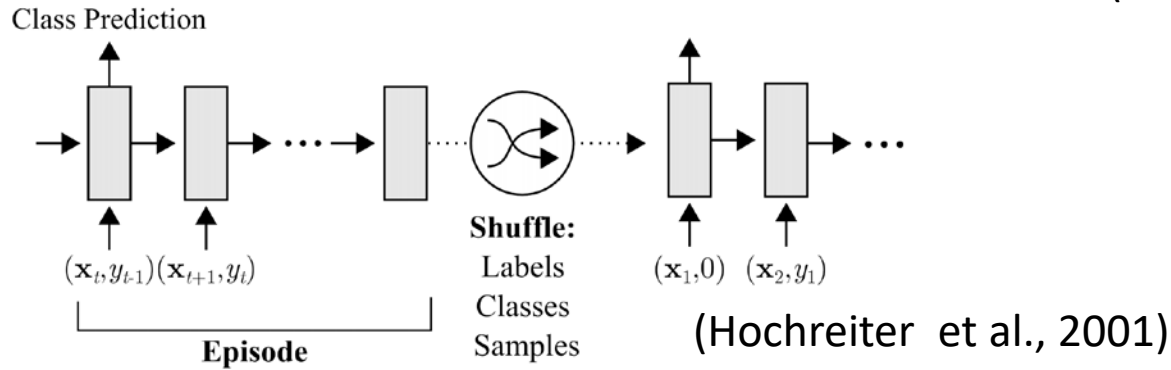 (
Class Prediction
(x_t,y_{t-1})(x_{t+1},y_t)
Episode
Shuffle:
Labels
Classes
Samples
(x_1,0) (x_2,y_1)
(Hochreiter et al., 2001)